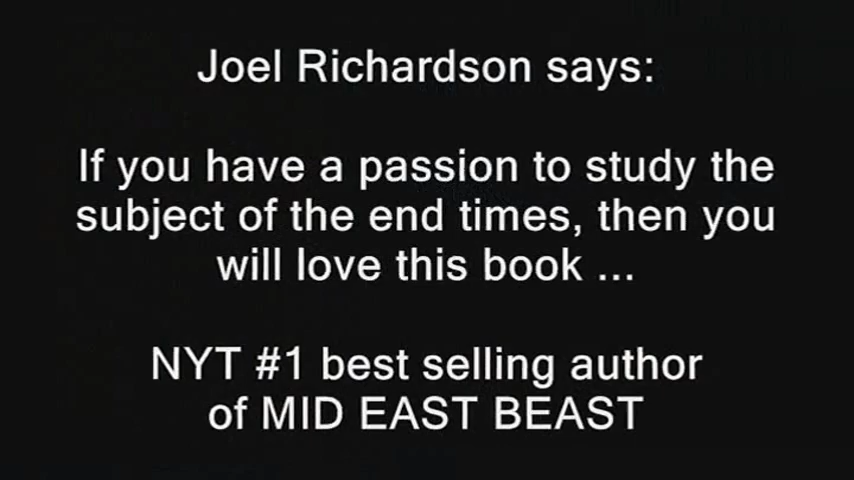 Joel Richardson says:
If you have a passion to study the
subject of the end times, then you
will love this book ...
NYT #1 best selling author
of MID EAST BEAST